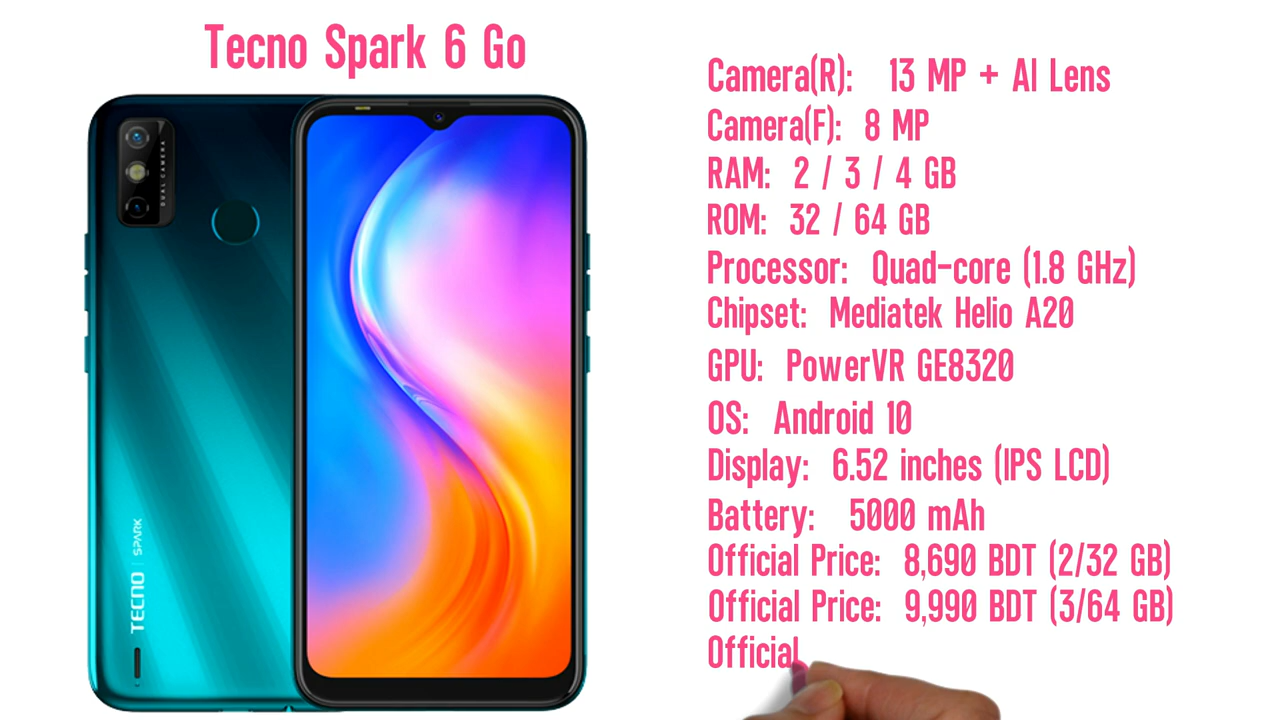 Tecno Spark 6 Go
Camera(R): 13 MP + AI Lens
Camera(F): 8 MP
RAM: 2 / 3 / 4 GB
ROM: 32 / 64 GB
Processor: Quad-core (1.8 GHz)
Chipset: Mediatek Helio A20
GPU: PowerVR GE8320
OS: Android 10
Display: 6.52 inches (IPS LCD)
Battery: 5000 mAh
Official Price: 8,690 BDT (2/32 GB)
Official Price: 9,990 BDT (3/64 GB)
Official
DUAL CAMERA
TECNO | SPARK